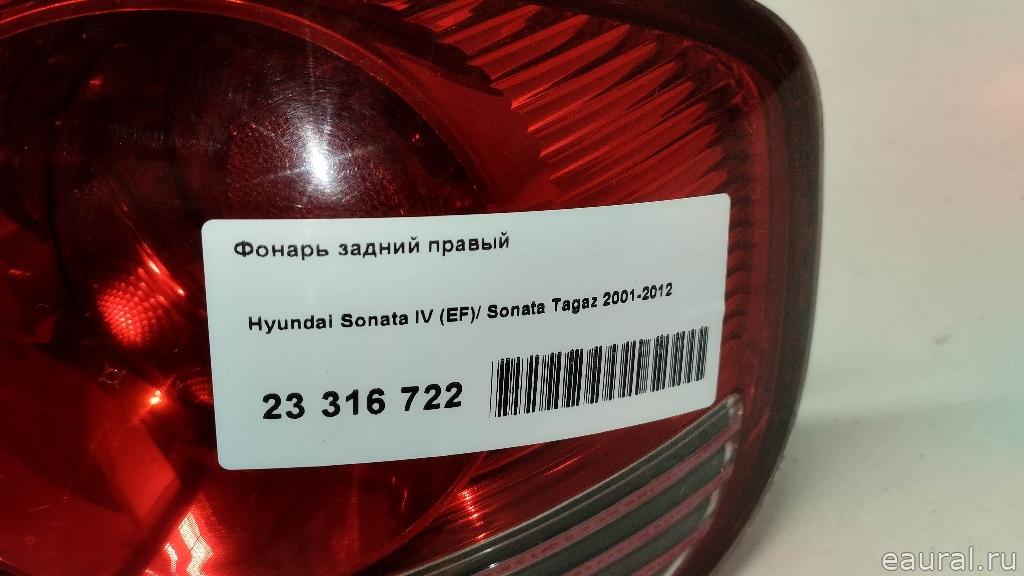 Фонарь задний правый
Hyundai Sonata IV (EF)/ Sonata Tagaz 2001-2012
23 316 722
eaural.ru